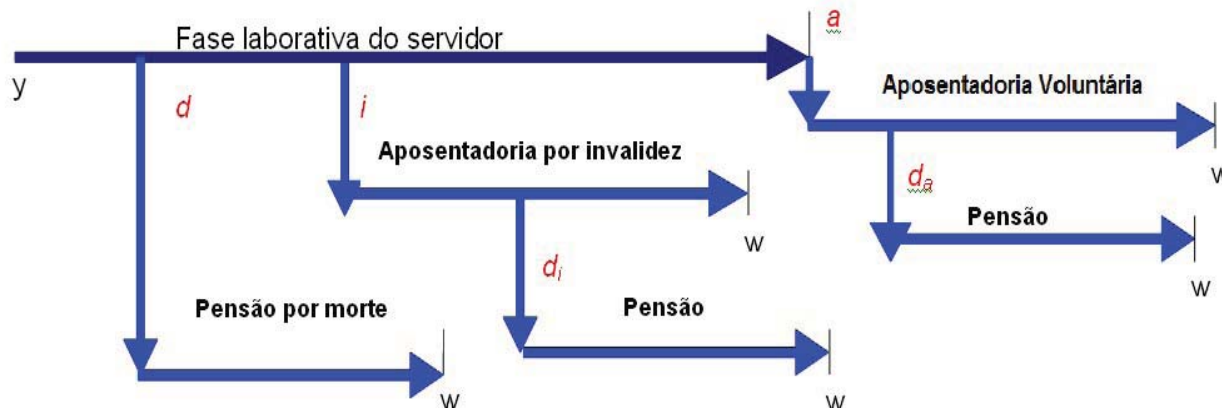 a
Fase laborativa do servidor
y
Aposentadoria Voluntária
d
i
Aposentadoria por invalidez
w
dₐ
Pensão
w
dᵢ
w
Pensão por morte
Pensão
w
w